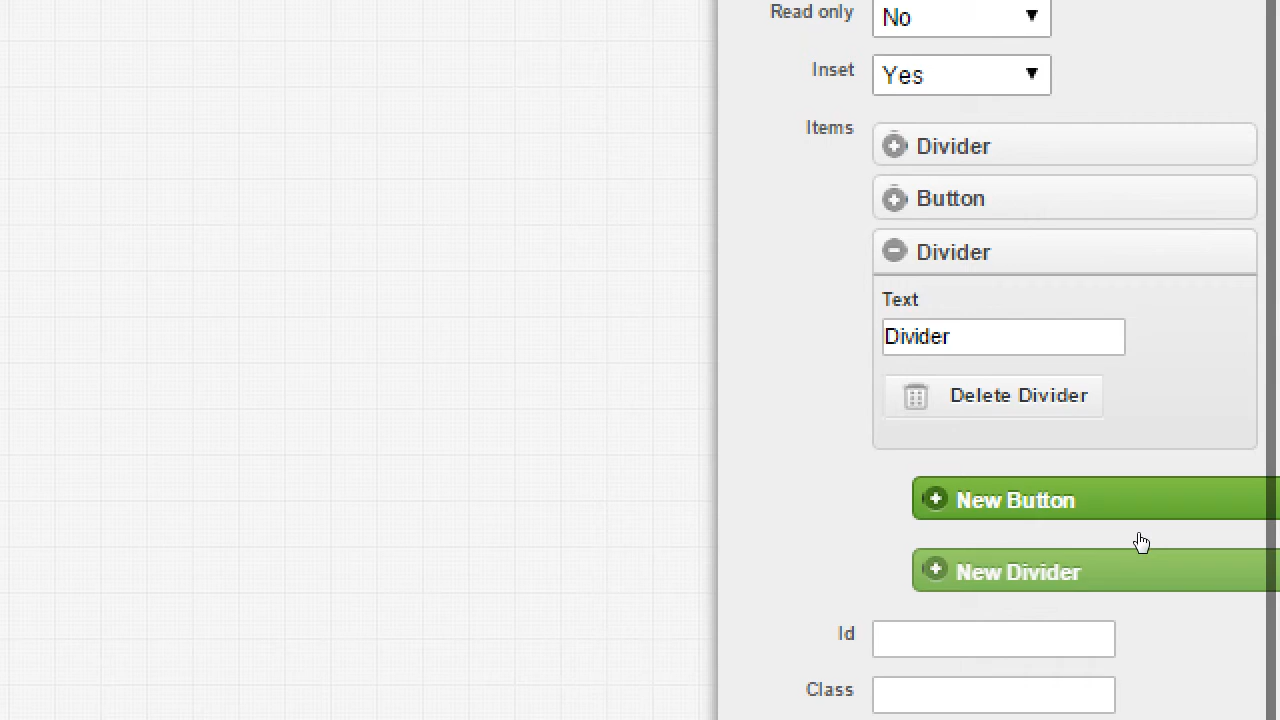 Read only No
Inset Yes
Items
Divider
Button
Divider
Text
Divider
Delete Divider
New Button
New Divider
Id
Class